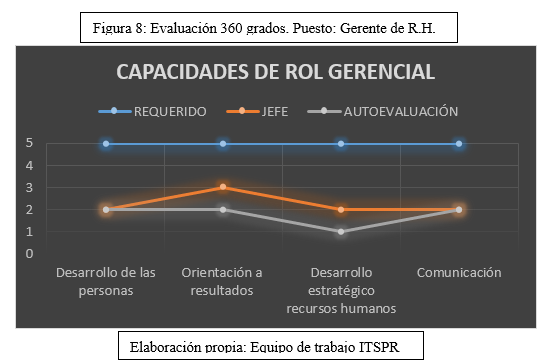 Figura 8: Evaluación 360 grados. Puesto: Gerente de R.H.
CAPACIDADES DE ROL GERENCIAL
REQUERIDO JEFE AUTOEVALUACIÓN
5
4
3
2
1
0
Desarrollo de las
personas
Orientación a
resultados
Desarrollo
estratégico
recursos humanos
Comunicación
Elaboración propia: Equipo de trabajo ITSPR